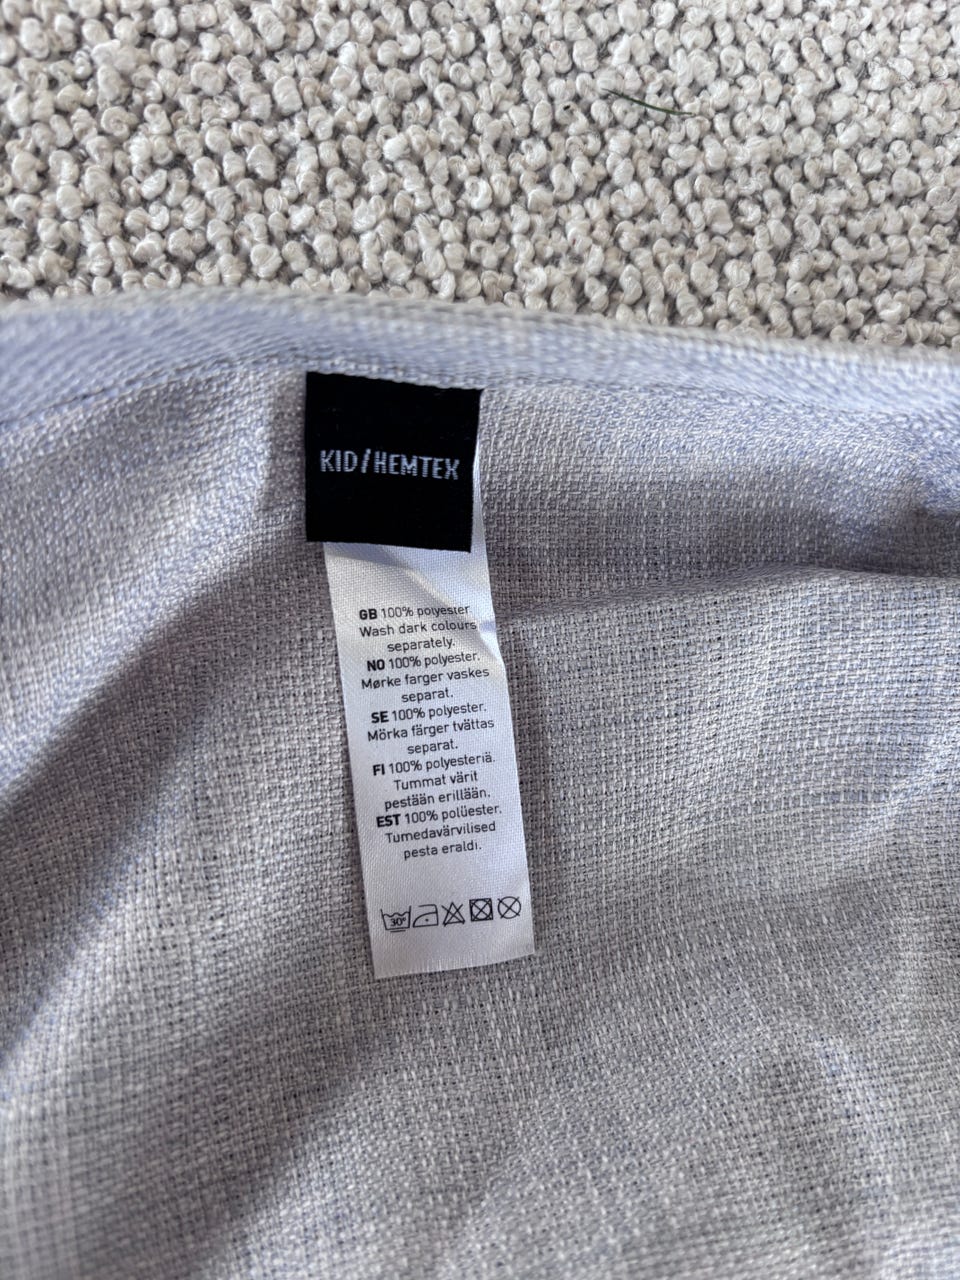 KID/HEMTEX
GB 100% polyester.
Wash dark colours
separately.
NO 100% polyester.
Mørke farger vaskes
separat.
SE 100% polyester.
Mörka färger tvättas
separat.
FI 100% polyesteriä.
Tummat värit
pestään erillään.
EST 100% polüester.
Tumedavärvilised
pesta eraldi.
30°